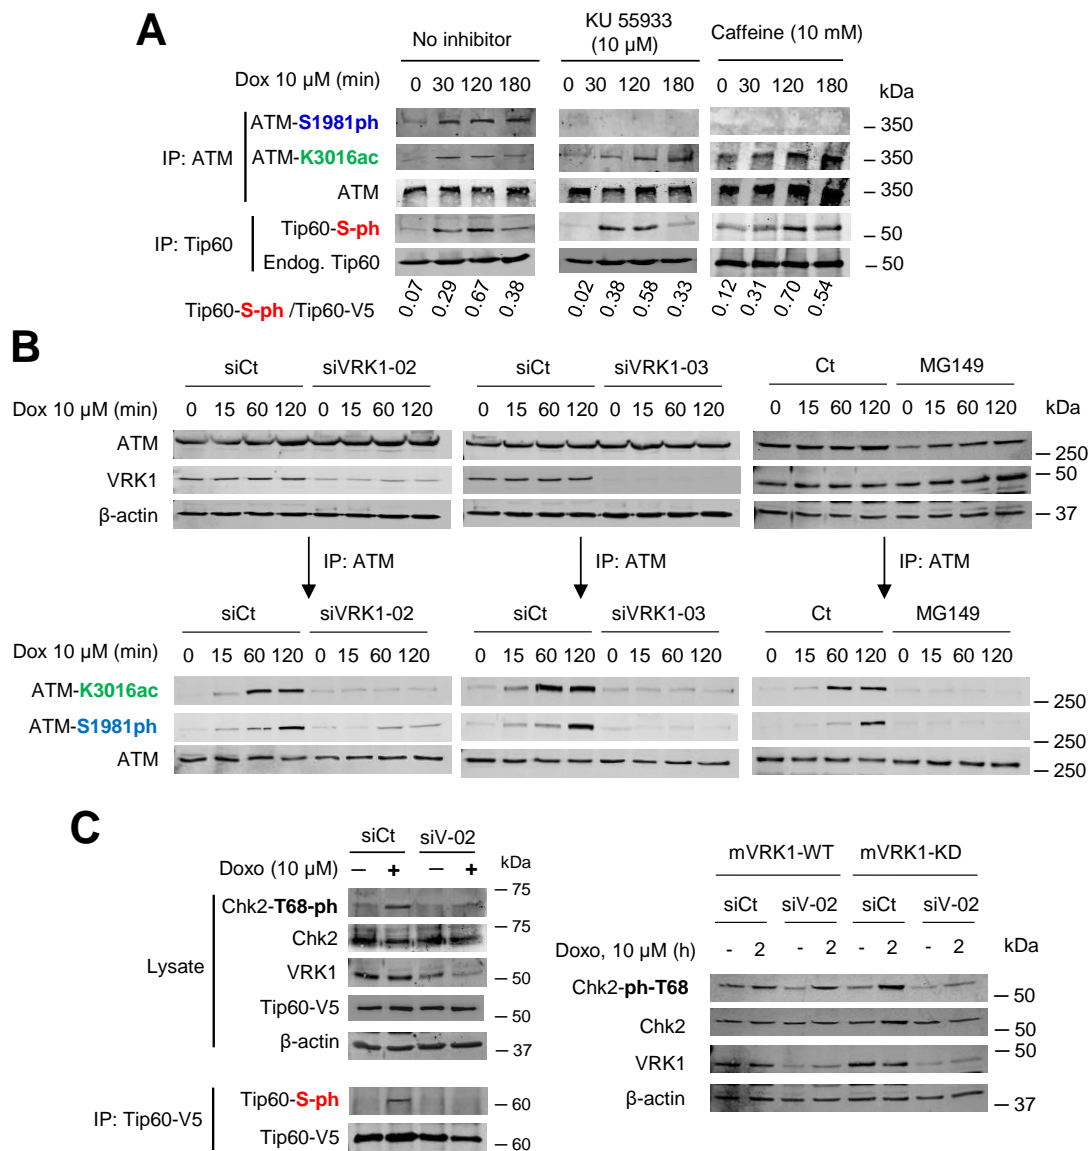 A
No inhibitor
KU 55933
(10 µM)
Caffeine (10 mM)
Dox 10 µM (min)
0 30 120 180
0 30 120 180
0 30 120 180
kDa
IP: ATM
ATM-S1981ph
350
ATM-K3016ac
350
ATM
350
IP: Tip60
Tip60-S-ph
50
Endog. Tip60
50
Tip60-S-ph /Tip60-V5
0.07 0.29 0.67 0.38
0.02 0.38 0.58 0.33
0.12 0.31 0.70 0.54
B
siCt siVRK1-02
siCt siVRK1-03
Ct MG149
Dox 10 µM (min)
0 15 60 120 0 15 60 120
0 15 60 120 0 15 60 120
0 15 60 120 0 15 60 120
kDa
ATM
250
VRK1
50
β-actin
37
IP: ATM
IP: ATM
IP: ATM
siCt siVRK1-02
siCt siVRK1-03
Ct MG149
Dox 10 µM (min)
0 15 60 120 0 15 60 120
0 15 60 120 0 15 60 120
0 15 60 120 0 15 60 120
ATM-K3016ac
250
ATM-S1981ph
250
ATM
250
C
siCt siV-02
Doxo (10 µM) – + – +
kDa
75
Lysate
Chk2-T68-ph
75
Chk2
VRK1
50
Tip60-V5
50
β-actin
37
IP: Tip60-V5
Tip60-S-ph
60
Tip60-V5
60
mVRK1-WT mVRK1-KD
siCt siV-02 siCt siV-02
Doxo, 10 µM (h) - 2 - 2 - 2 - 2
kDa
Chk2-ph-T68
50
Chk2
50
VRK1
50
β-actin
37